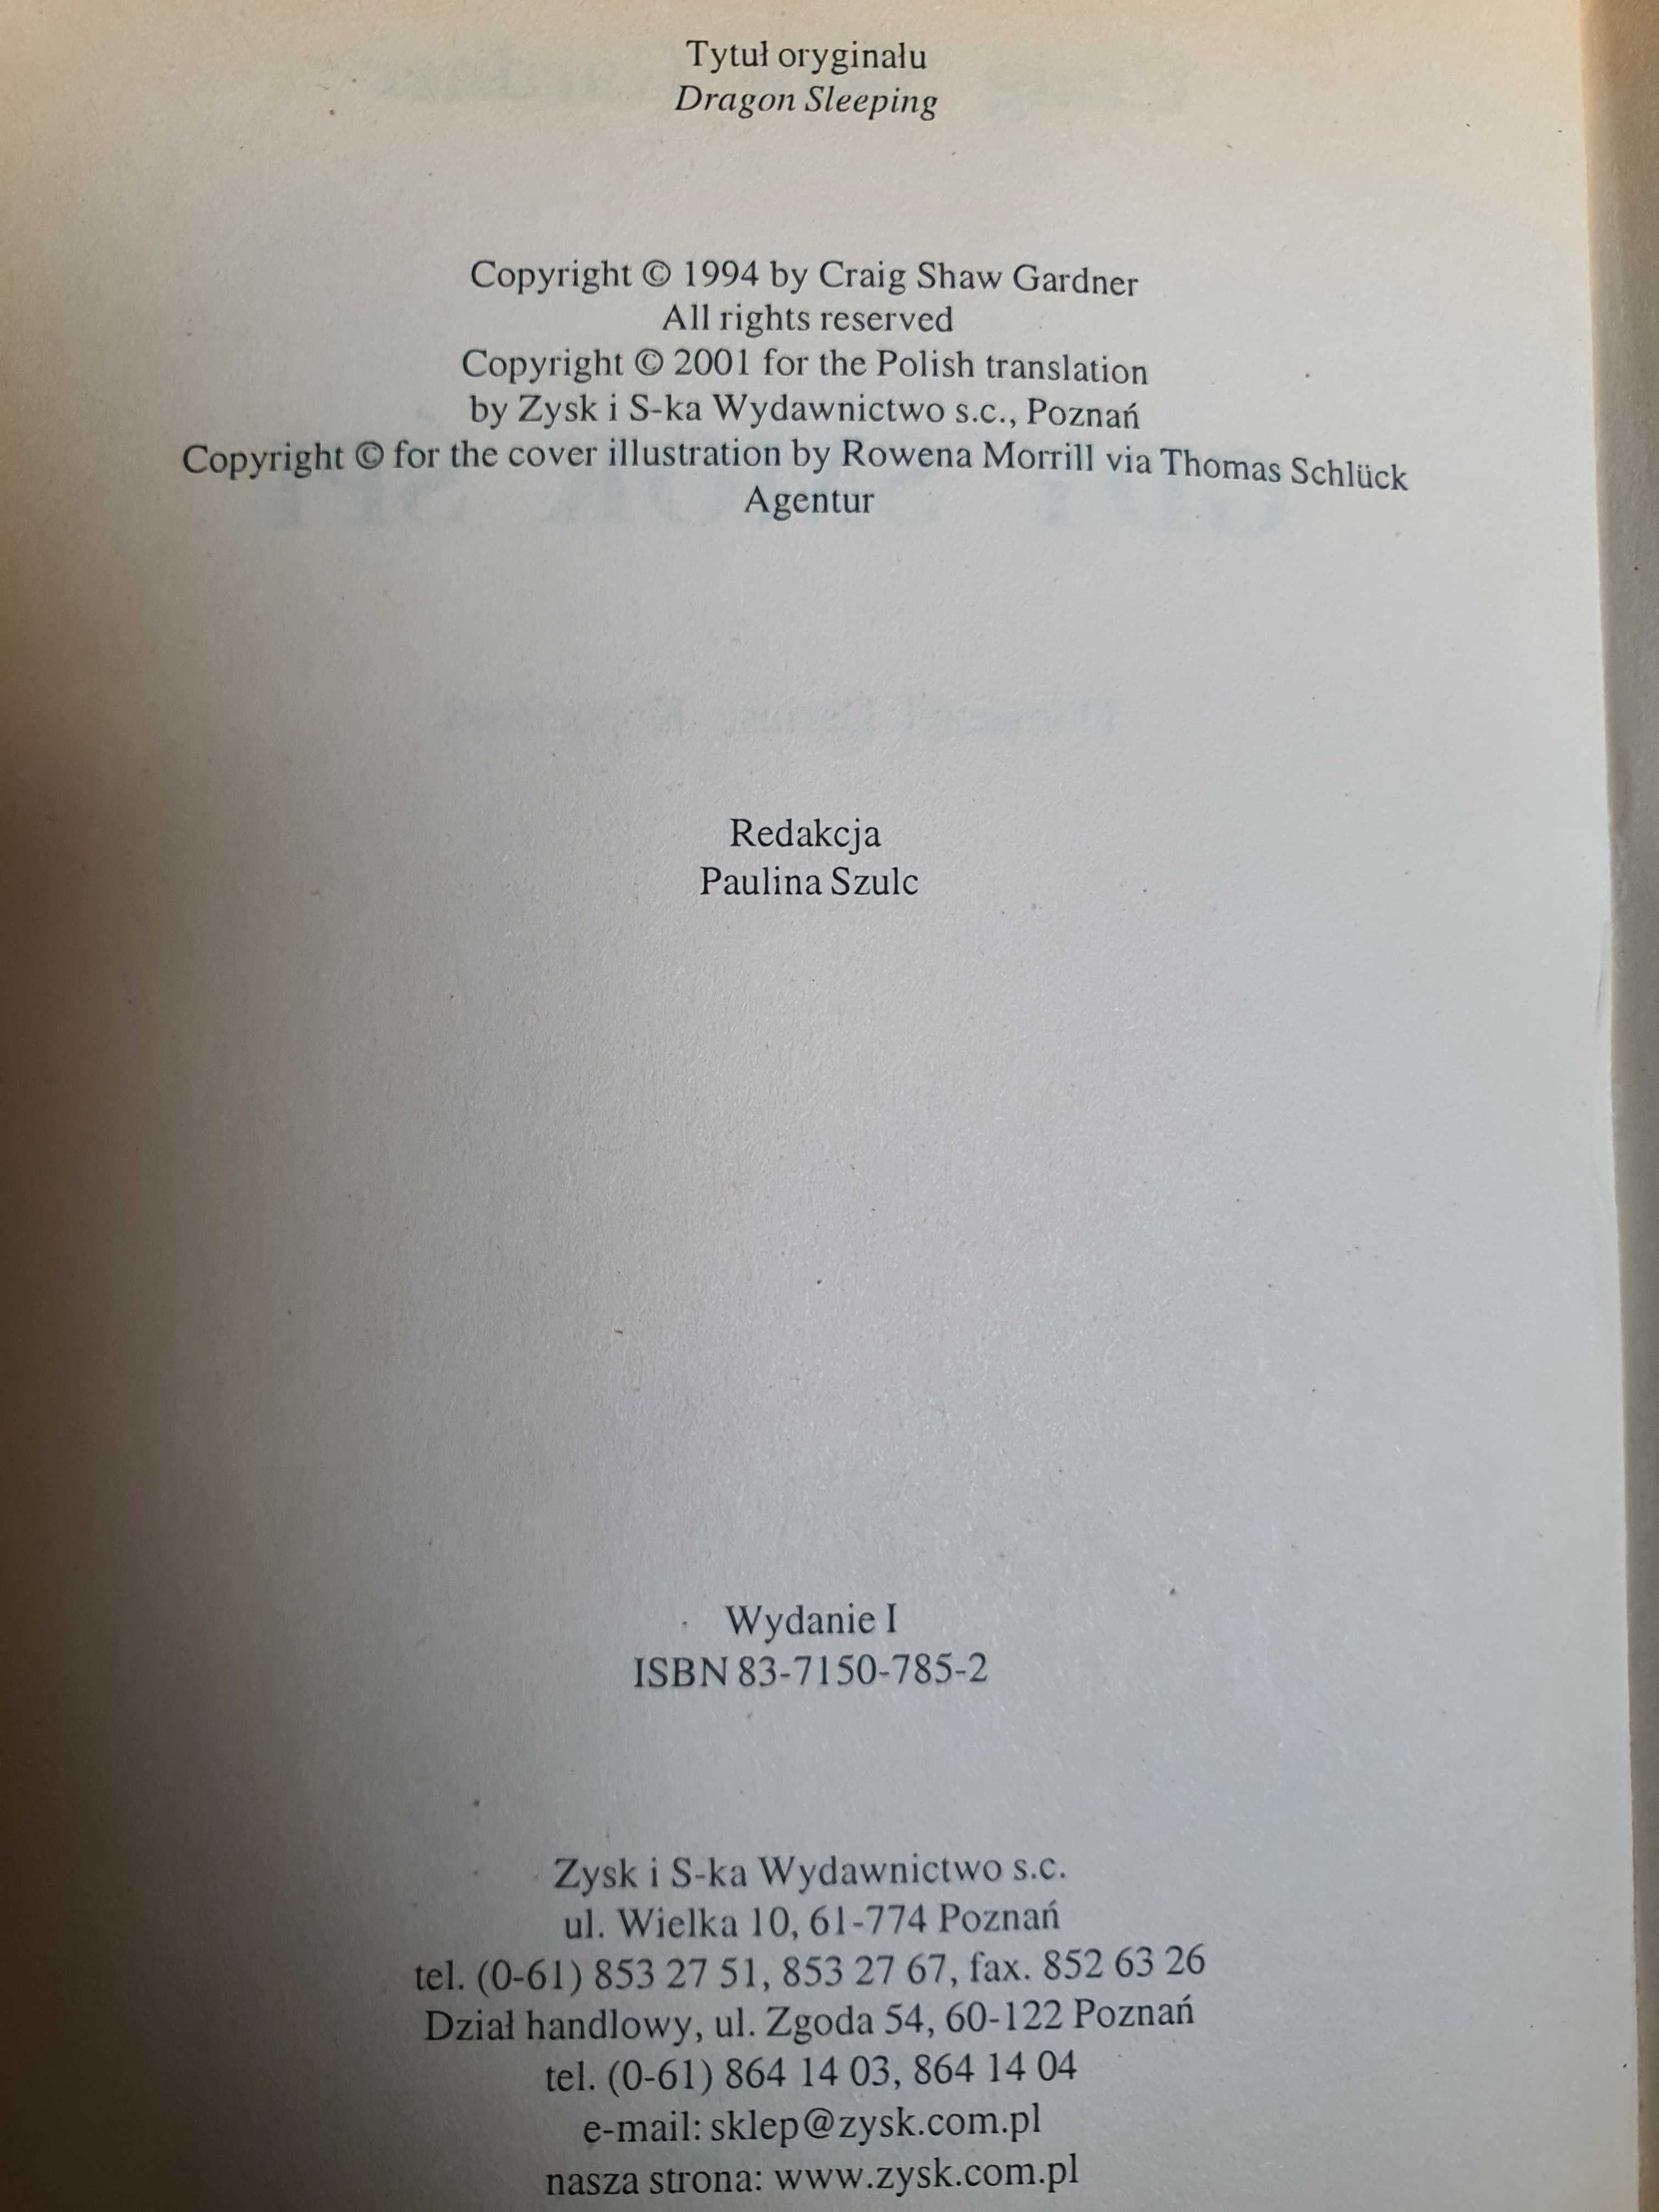 Tytuł oryginału
Dragon Sleeping
Copyright © 1994 by Craig Shaw Gardner
All rights reserved
Copyright © 2001 for the Polish translation
by Zysk i S-ka Wydawnictwo s.c., Poznań
Copyright © for the cover illustration by Rowena Morrill via Thomas Schlück
Agentur
Redakcja
Paulina Szulc
Wydanie I
ISBN 83-7150-785-2
Zysk i S-ka Wydawnictwo s.c.
ul. Wielka 10, 61-774 Poznań
tel. (0-61) 853 27 51, 853 27 67, fax. 852 63 26
Dział handlowy, ul. Zgoda 54, 60-122 Poznań
tel. (0-61) 864 14 03, 864 14 04
e-mail: sklep@zysk.com.pl
nasza strona: www.zysk.com.pl